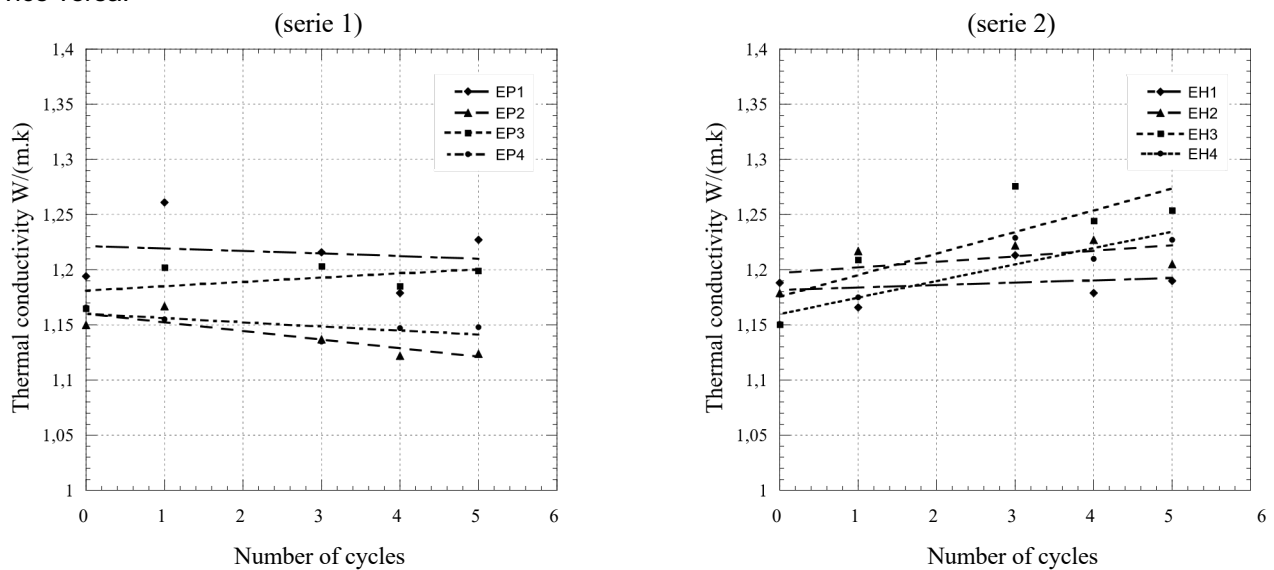 (serie 1)
1,4
1,35
1,3
1,25
1,2
1,15
1,1
1,05
1
0 1 2 3 4 5 6
Thermal conductivity W/(m.k)
Number of cycles
EP1
EP2
EP3
EP4
(serie 2)
1,4
1,35
1,3
1,25
1,2
1,15
1,1
1,05
1
0 1 2 3 4 5 6
Thermal conductivity W/(m.k)
Number of cycles
EH1
EH2
EH3
EH4